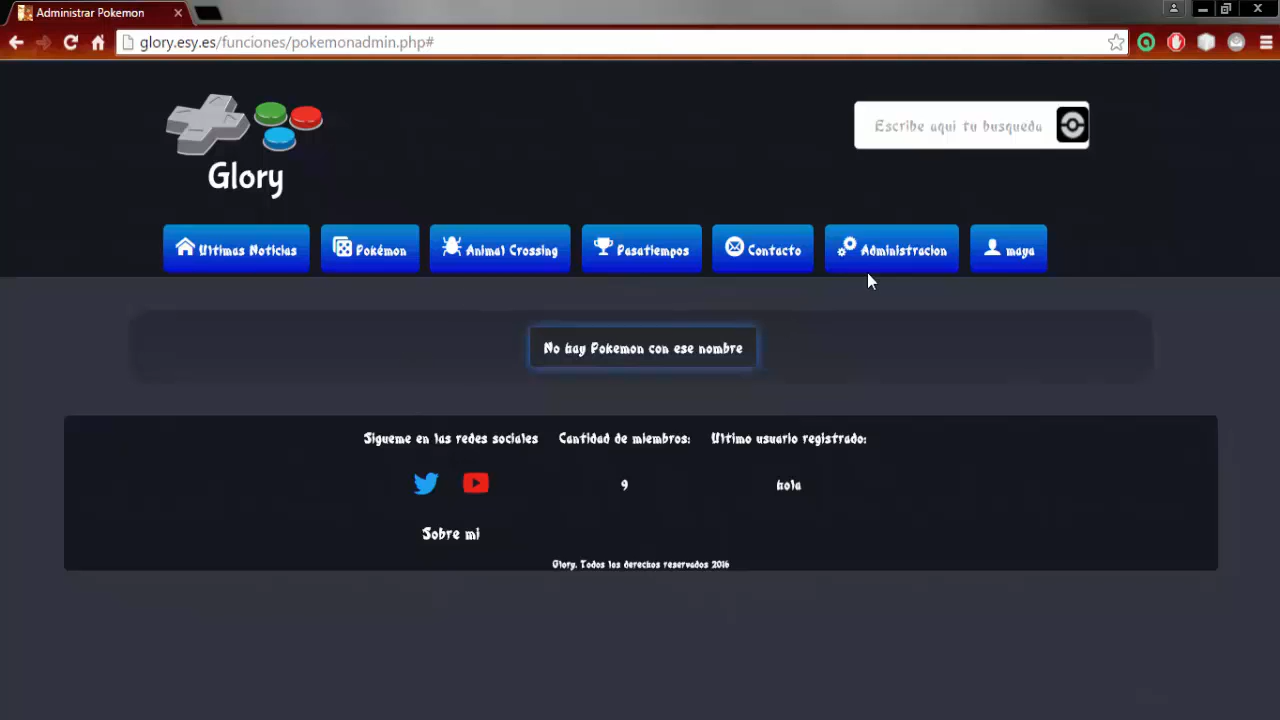 Administrar Pokemon
glory.esy.es/funciones/pokemonadmin.php#
Glory
Escribe aqui tu busqueda
Ultimas Noticias
Pokémon
Animal Crossing
Pasatiempos
Contacto
Administracion
maya
No hay Pokemon con ese nombre
Sigueme en las redes sociales
Cantidad de miembros:
Ultimo usuario registrado:
9
hola
Sobre mi
Glory. Todos los derechos reservados 2016